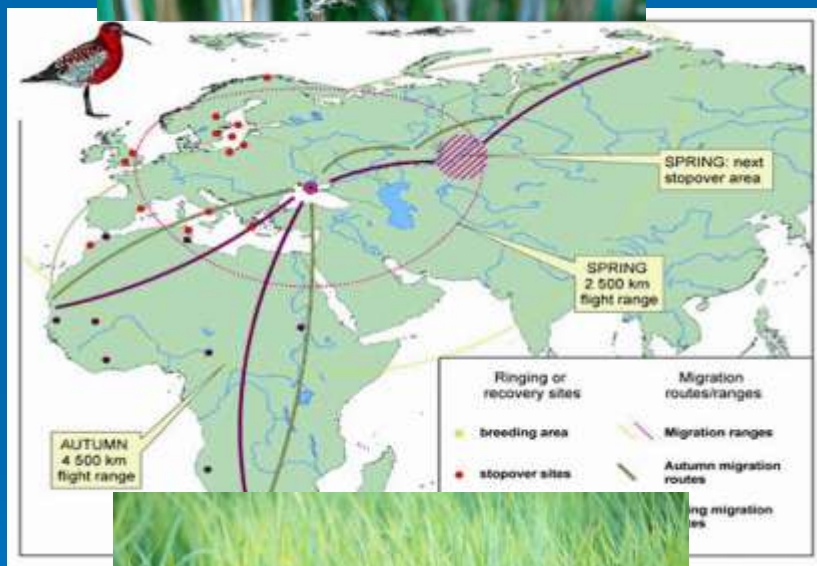 SPRING: next
stopover area
SPRING
2 500 km
flight range
AUTUMN
4 500 km
flight range
Ringing or
recovery sites
Migration
routes/ranges
breeding area
Migration ranges
stopover sites
Autumn migration
routes
migration